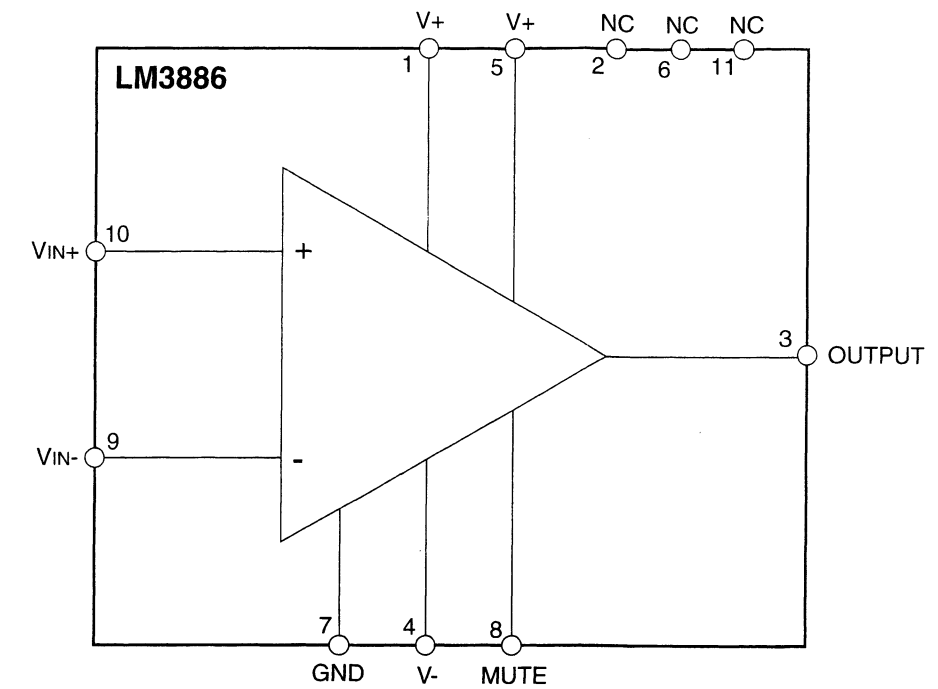 V+ V+ NC NC NC
1 5 2 6 11
LM3886
10
VIN+ +
3
OUTPUT
9
VIN- -
7 4 8
GND V- MUTE